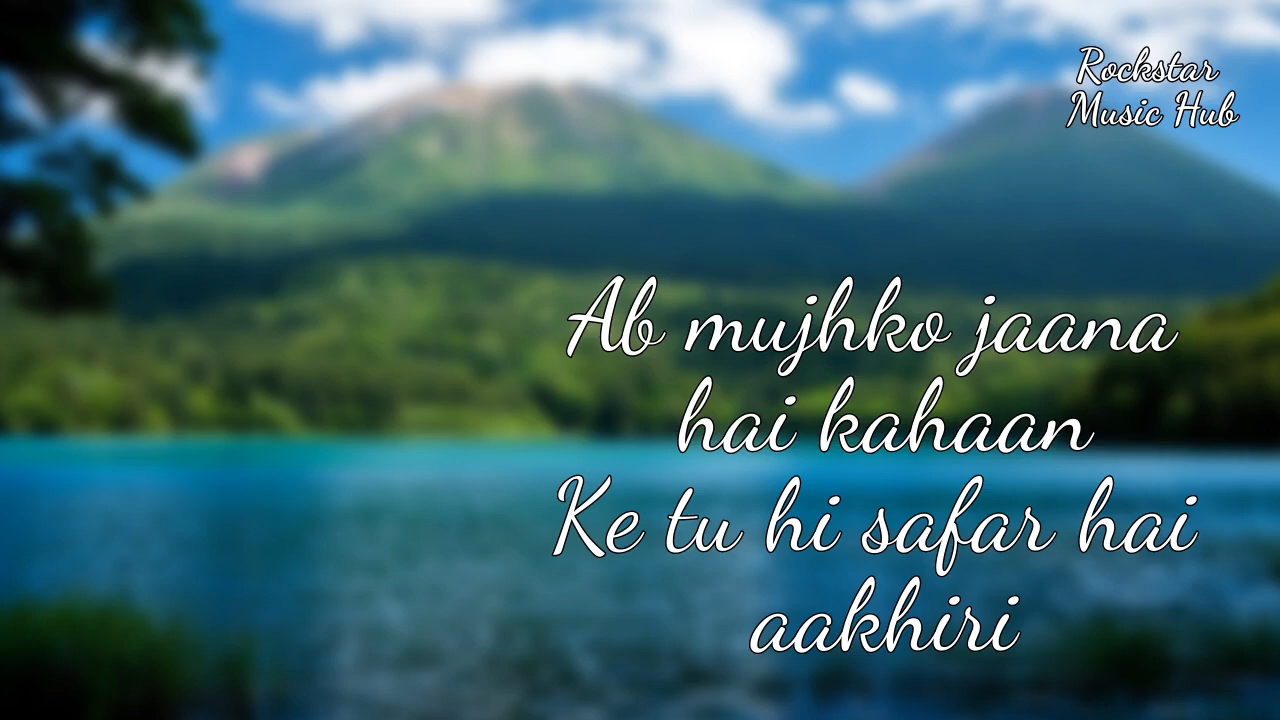 Rockstar
Music Hub
Ab mujhko jaana
hai kahaan
Ke tu hi safar hai
aakhiri